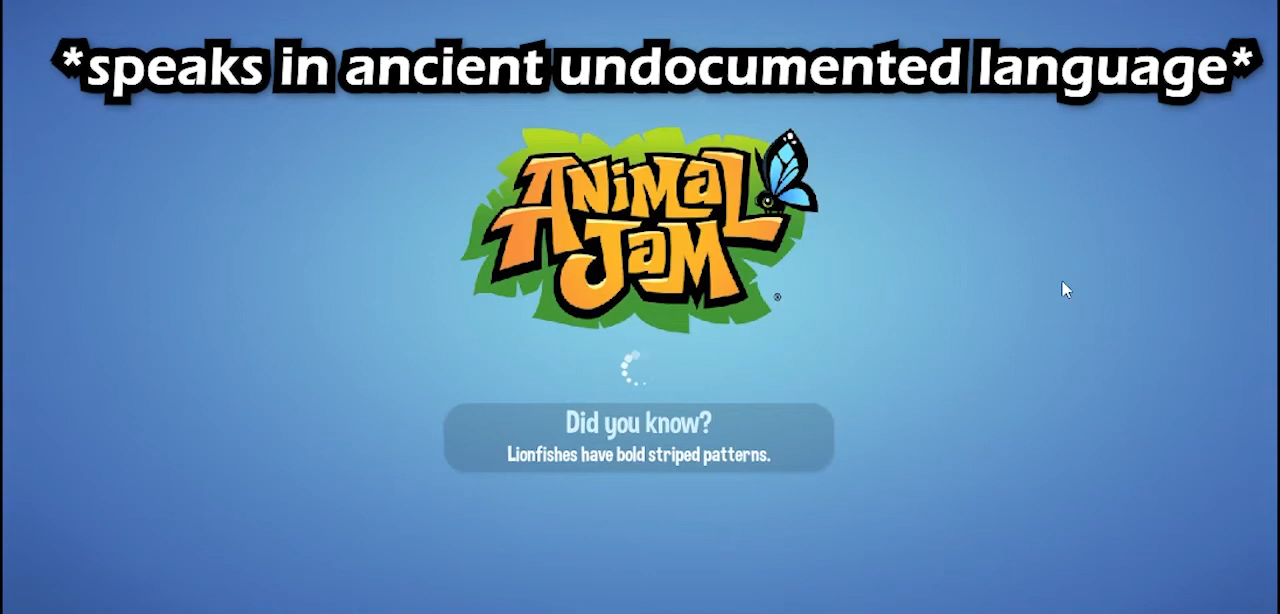 *speaks in ancient undocumented language*
ANIMAL
JAM
®
Did you know?
Lionfishes have bold striped patterns.